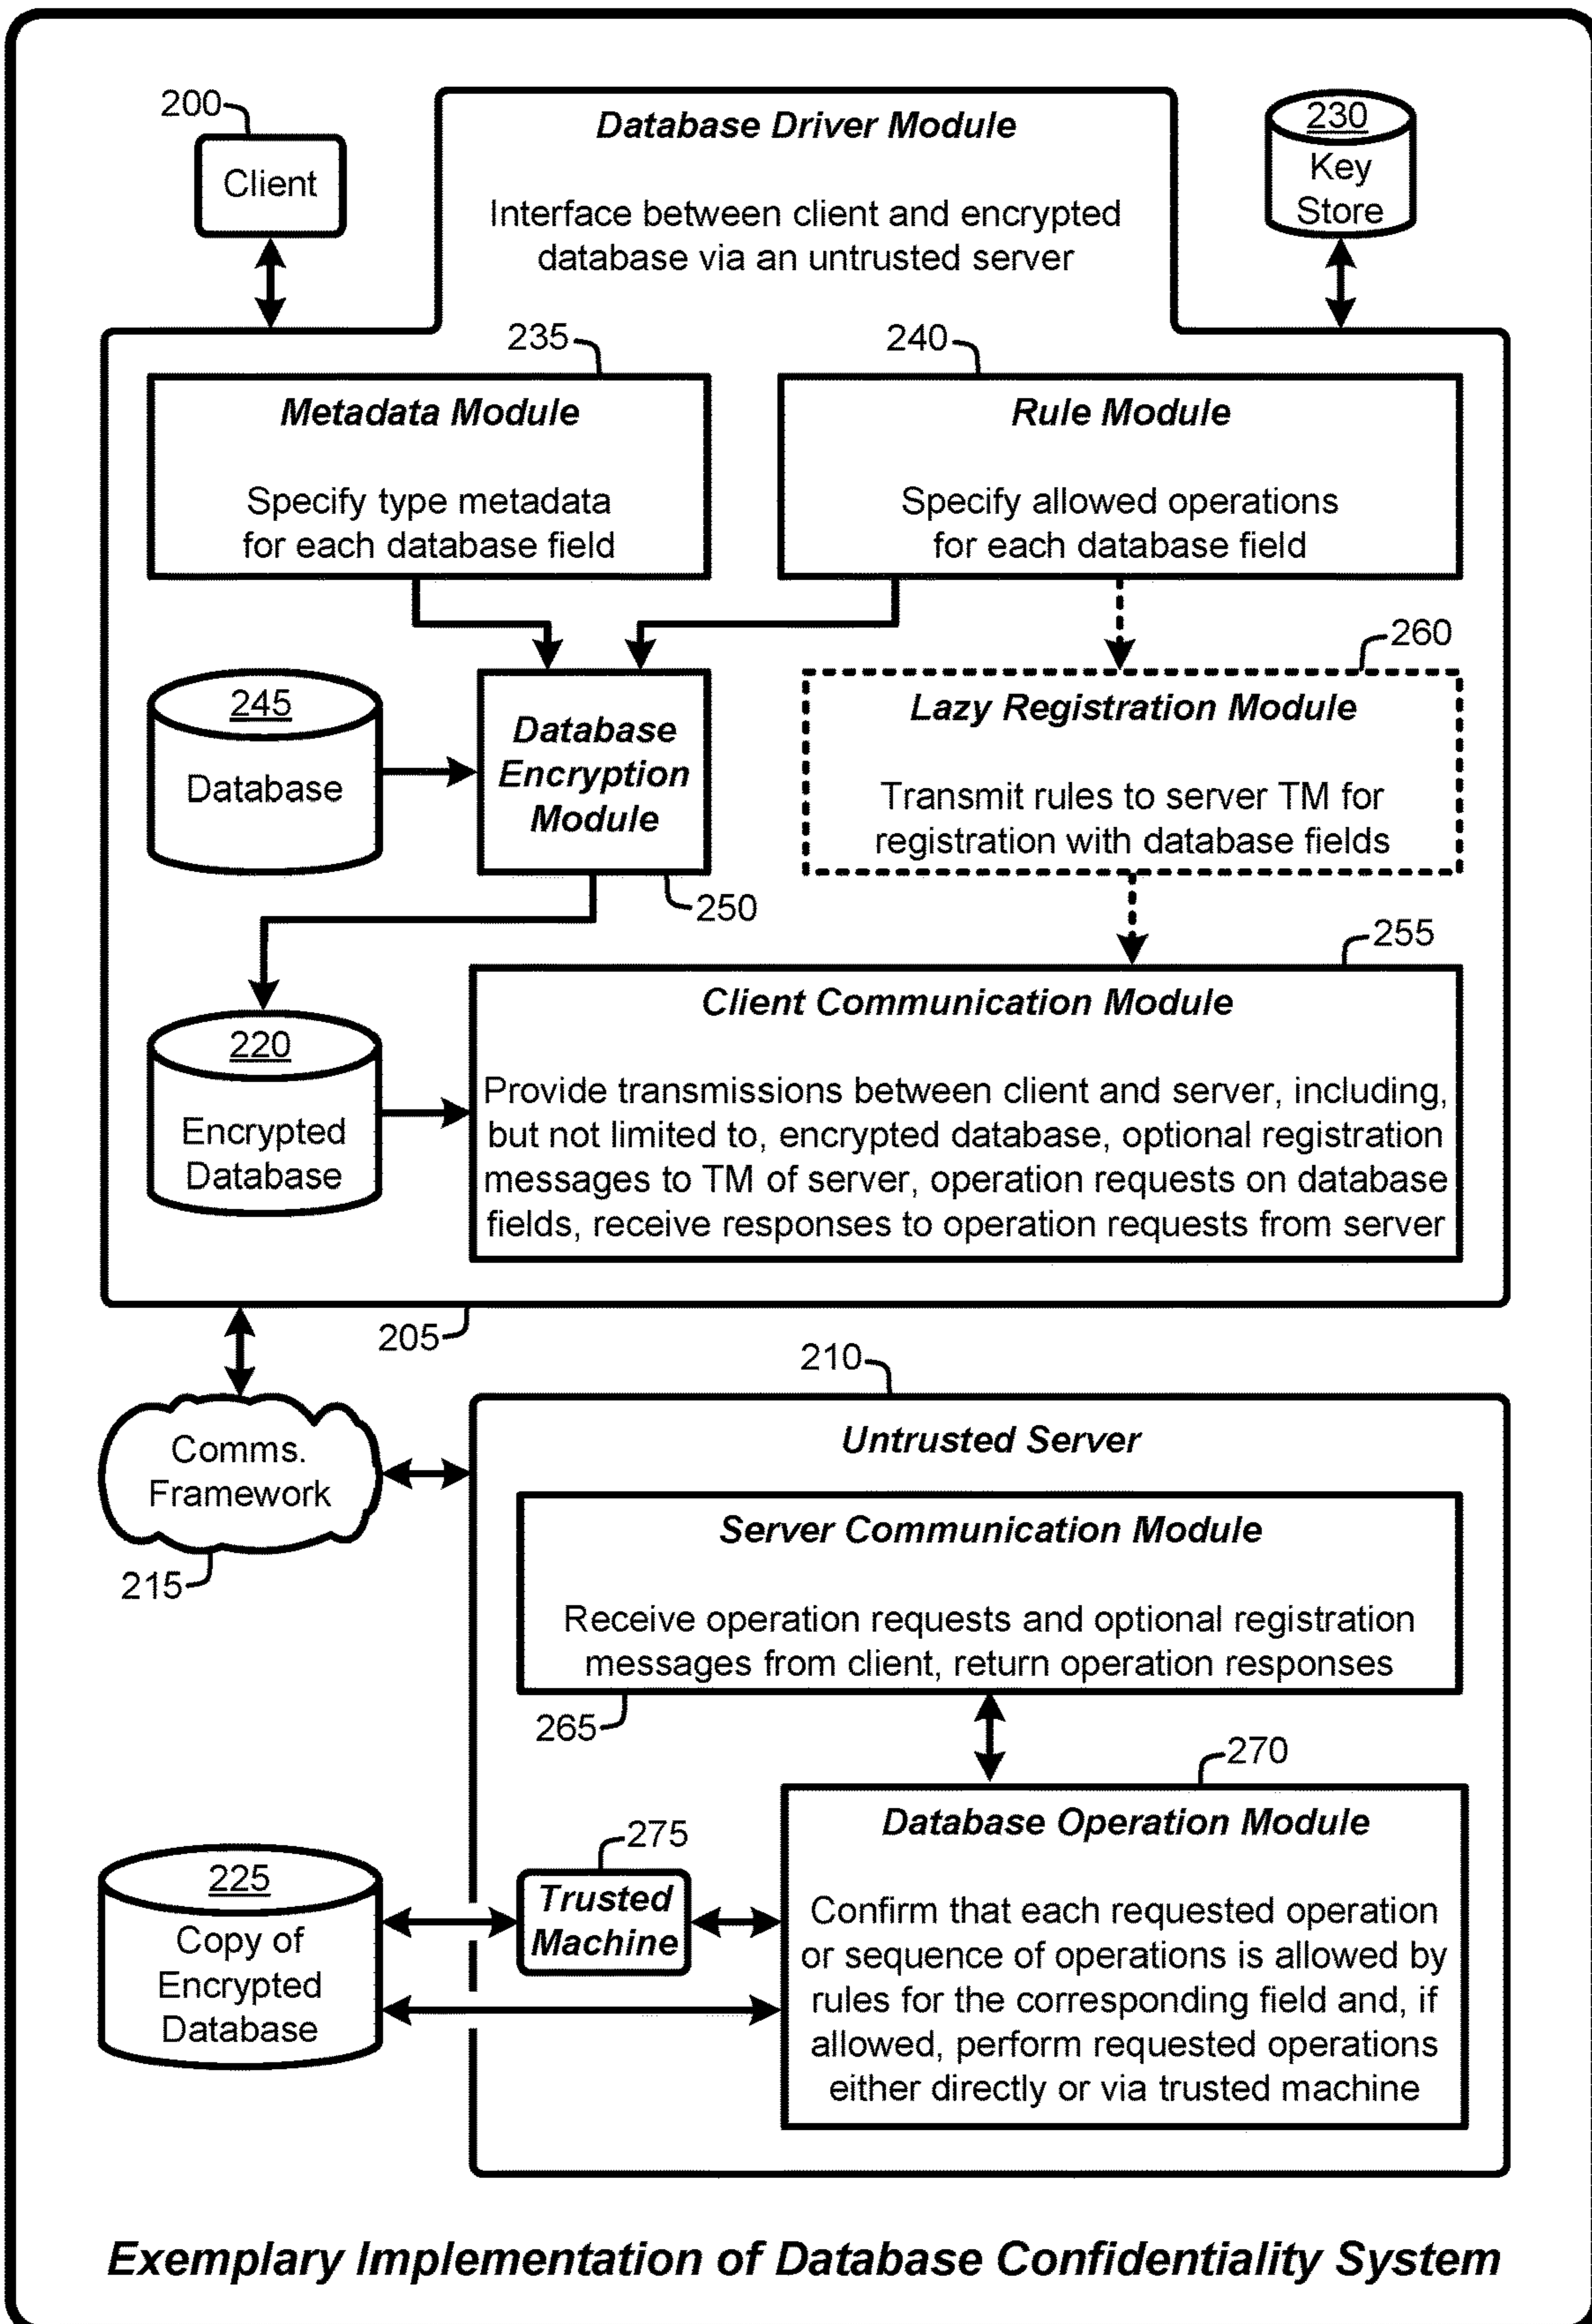 200
Client
Database Driver Module
Interface between client and encrypted
database via an untrusted server
230
Key
Store
235
Metadata Module
Specify type metadata
for each database field
240
Rule Module
Specify allowed operations
for each database field
245
Database
Database
Encryption
Module
250
260
Lazy Registration Module
Transmit rules to server TM for
registration with database fields
255
220
Encrypted
Database
Client Communication Module
Provide transmissions between client and server, including,
but not limited to, encrypted database, optional registration
messages to TM of server, operation requests on database
fields, receive responses to operation requests from server
205
210
Comms.
Framework
215
Untrusted Server
Server Communication Module
Receive operation requests and optional registration
messages from client, return operation responses
265
270
225
Copy of
Encrypted
Database
275
Trusted
Machine
Database Operation Module
Confirm that each requested operation
or sequence of operations is allowed by
rules for the corresponding field and, if
allowed, perform requested operations
either directly or via trusted machine
Exemplary Implementation of Database Confidentiality System